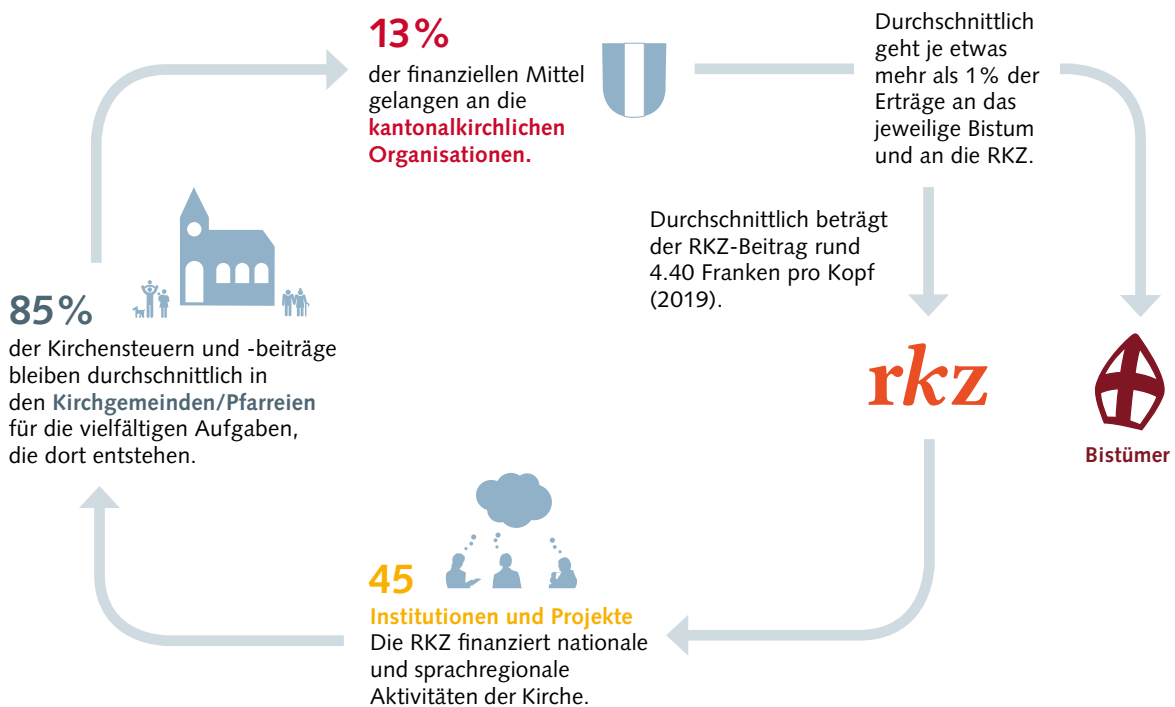 13%
der finanziellen Mittel
gelangen an die
kantonalkirchlichen
Organisationen.
Durchschnittlich
geht je etwas
mehr als 1% der
Erträge an das
jeweilige Bistum
und an die RKZ.
Durchschnittlich beträgt
der RKZ-Beitrag rund
4.40 Franken pro Kopf
(2019).
85%
der Kirchensteuern und -beiträge
bleiben durchschnittlich in
den Kirchgemeinden/Pfarreien
für die vielfältigen Aufgaben,
die dort entstehen.
rkz
Bistümer
45
Institutionen und Projekte
Die RKZ finanziert nationale
und sprachregionale
Aktivitäten der Kirche.